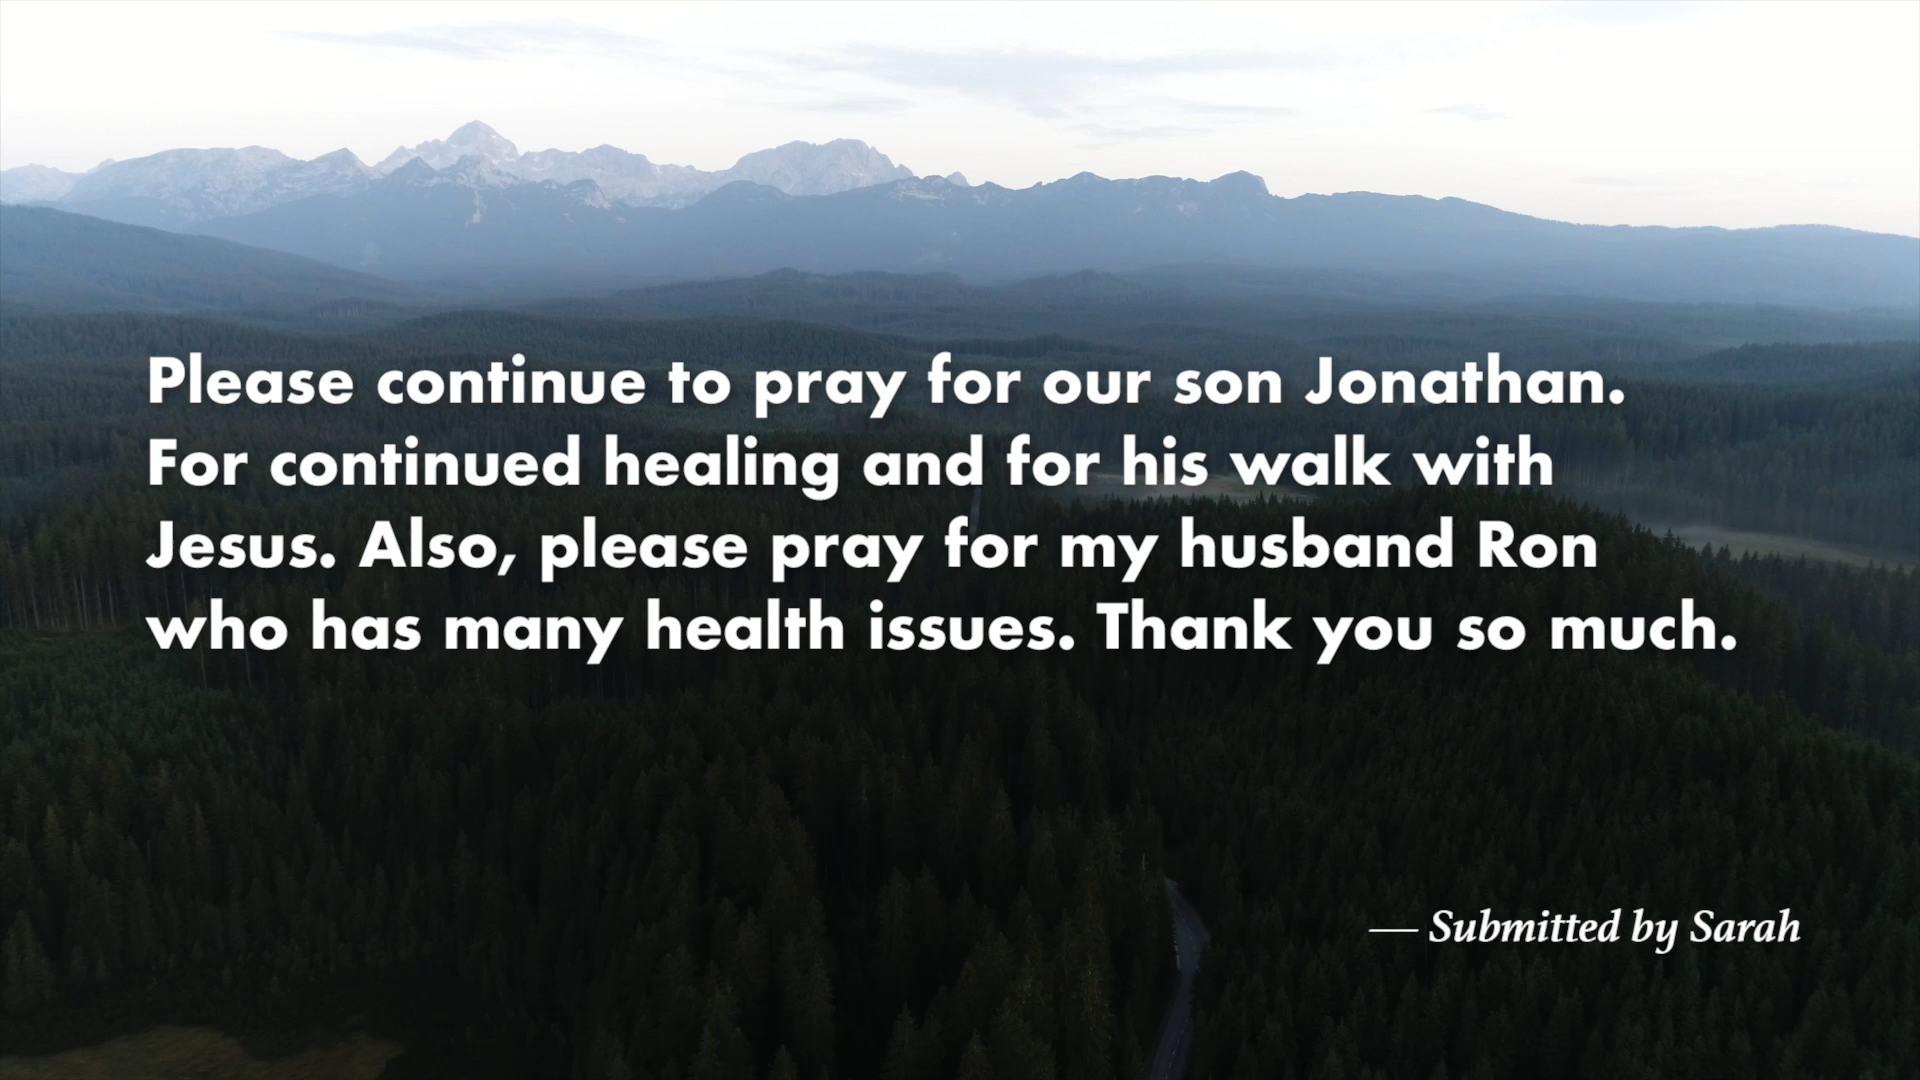 Please continue to pray for our son Jonathan.
For continued healing and for his walk with
Jesus. Also, please pray for my husband Ron
who has many health issues. Thank you so much.
— Submitted by Sarah